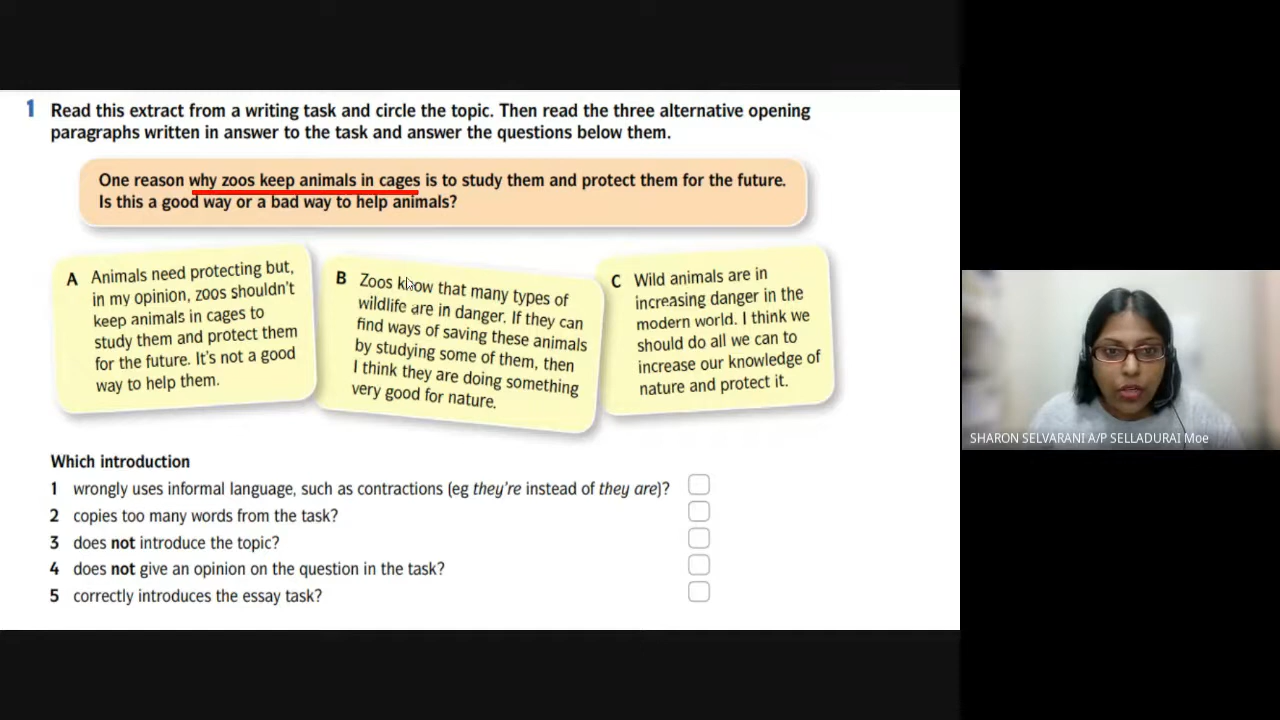 1 Read this extract from a writing task and circle the topic. Then read the three alternative opening
paragraphs written in answer to the task and answer the questions below them.
One reason why zoos keep animals in cages is to study them and protect them for the future.
Is this a good way or a bad way to help animals?
A Animals need protecting but,
in my opinion, zoos shouldn't
keep animals in cages to
study them and protect them
for the future. It's not a good
way to help them.
B Zoos know that many types of
wildlife are in danger. If they can
find ways of saving these animals
by studying some of them, then
I think they are doing something
very good for nature.
C Wild animals are in
increasing danger in the
modern world. I think we
should do all we can to
increase our knowledge of
nature and protect it.
Which introduction
1 wrongly uses informal language, such as contractions (eg they're instead of they are)?
2 copies too many words from the task?
3 does not introduce the topic?
4 does not give an opinion on the question in the task?
5 correctly introduces the essay task?
SHARON SELVARANI A/P SELLADURAI Moe